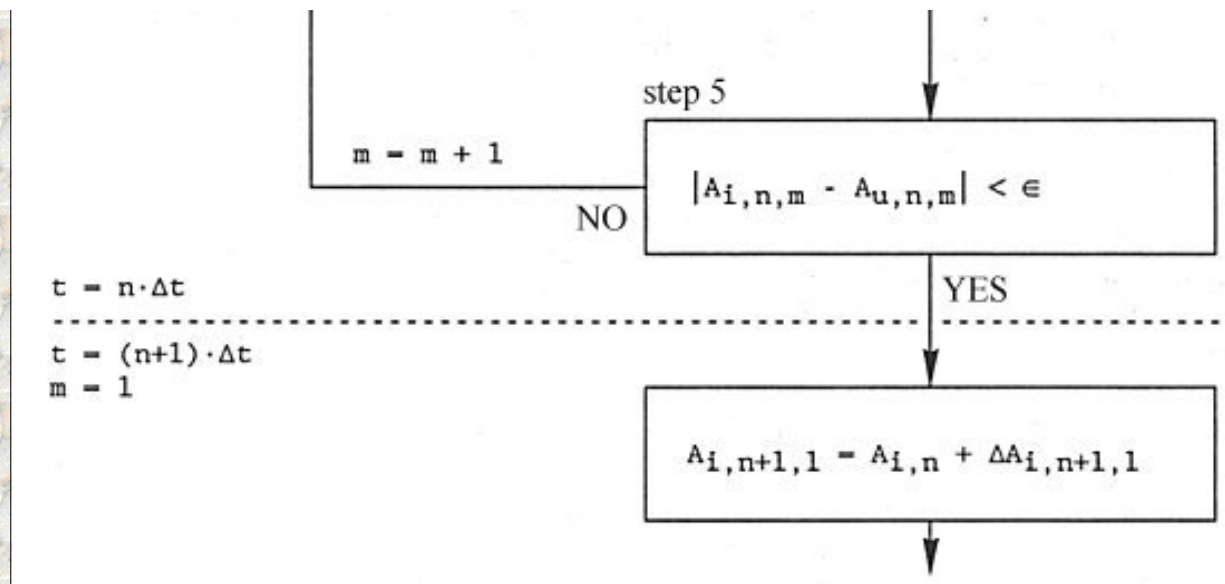 step 5
m = m + 1
|A_{i,n,m} - A_{u,n,m}| < ∈
NO
t = n·Δt
YES
t = (n+1)·Δt
m = 1
A_{i,n+1,1} = A_{i,n} + ΔA_{i,n+1,1}